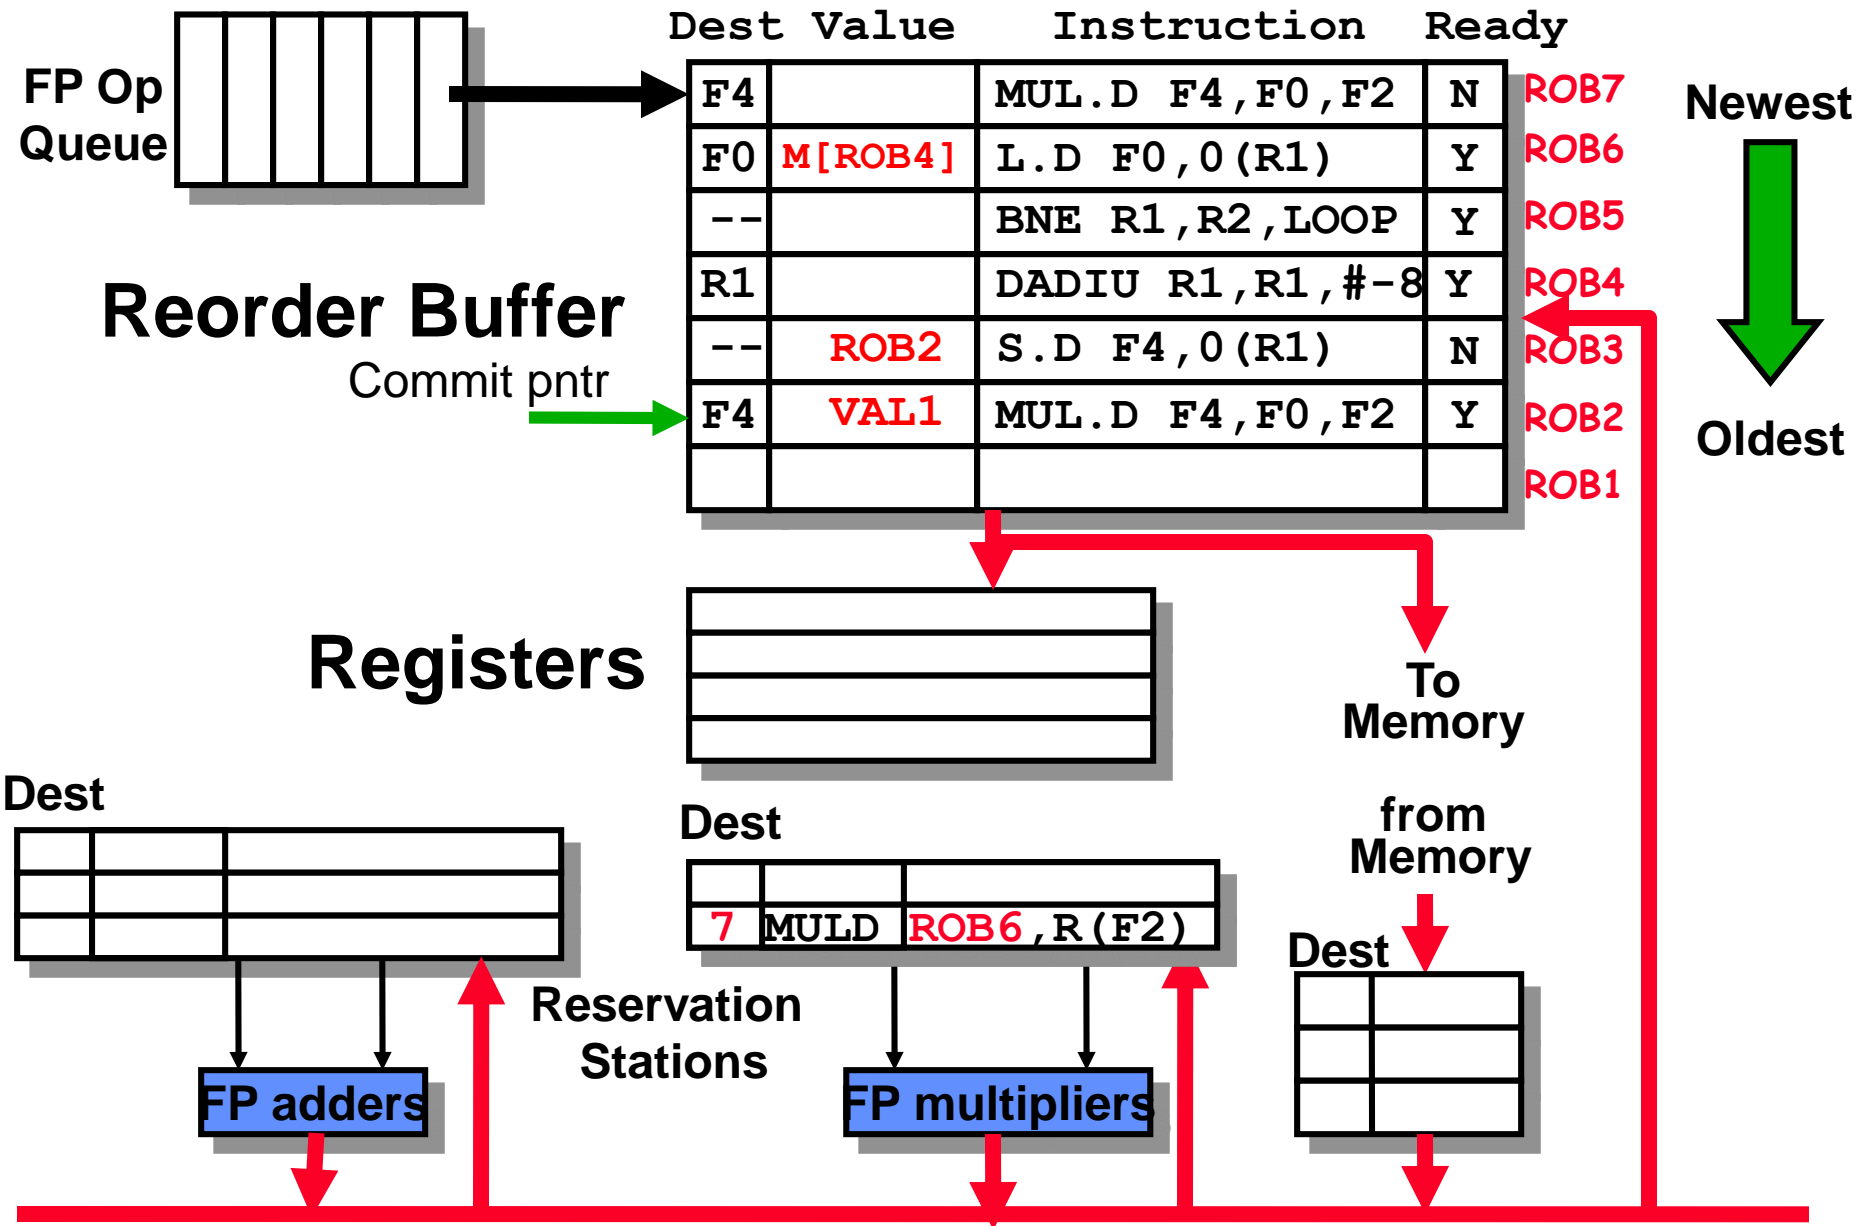 Dest Value Instruction Ready
FP Op
Queue
F4 MUL.D F4,F0,F2 N ROB7
F0 M[ROB4] L.D F0,0(R1) Y ROB6
-- BNE R1,R2,LOOP Y ROB5
R1 DADIU R1,R1,#-8 Y ROB4
-- ROB2 S.D F4,0(R1) N ROB3
F4 VAL1 MUL.D F4,F0,F2 Y ROB2
ROB1
Newest
Oldest
Reorder Buffer
Commit pntr
Registers
To
Memory
from
Memory
Dest
Dest
7 MULD ROB6,R(F2)
Dest
Reservation
Stations
FP adders
FP multipliers